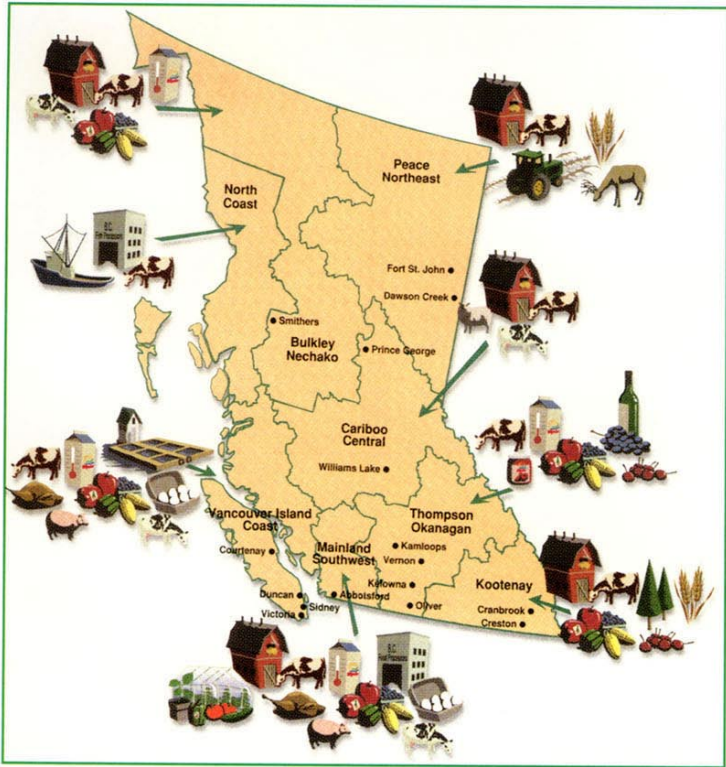 Peace
Northeast
North
Coast
Fort St. John
Dawson Creek
Smithers
Bulkley
Nechako
Prince George
Cariboo
Central
Williams Lake
Vancouver Island
Coast
Thompson
Okanagan
Courtenay
Mainland
Southwest
Kamloops
Vernon
Kelowna
Kootenay
Duncan
Sidney
Victoria
Abbotsford
Oliver
Cranbrook
Creston
B.C.
B.C.